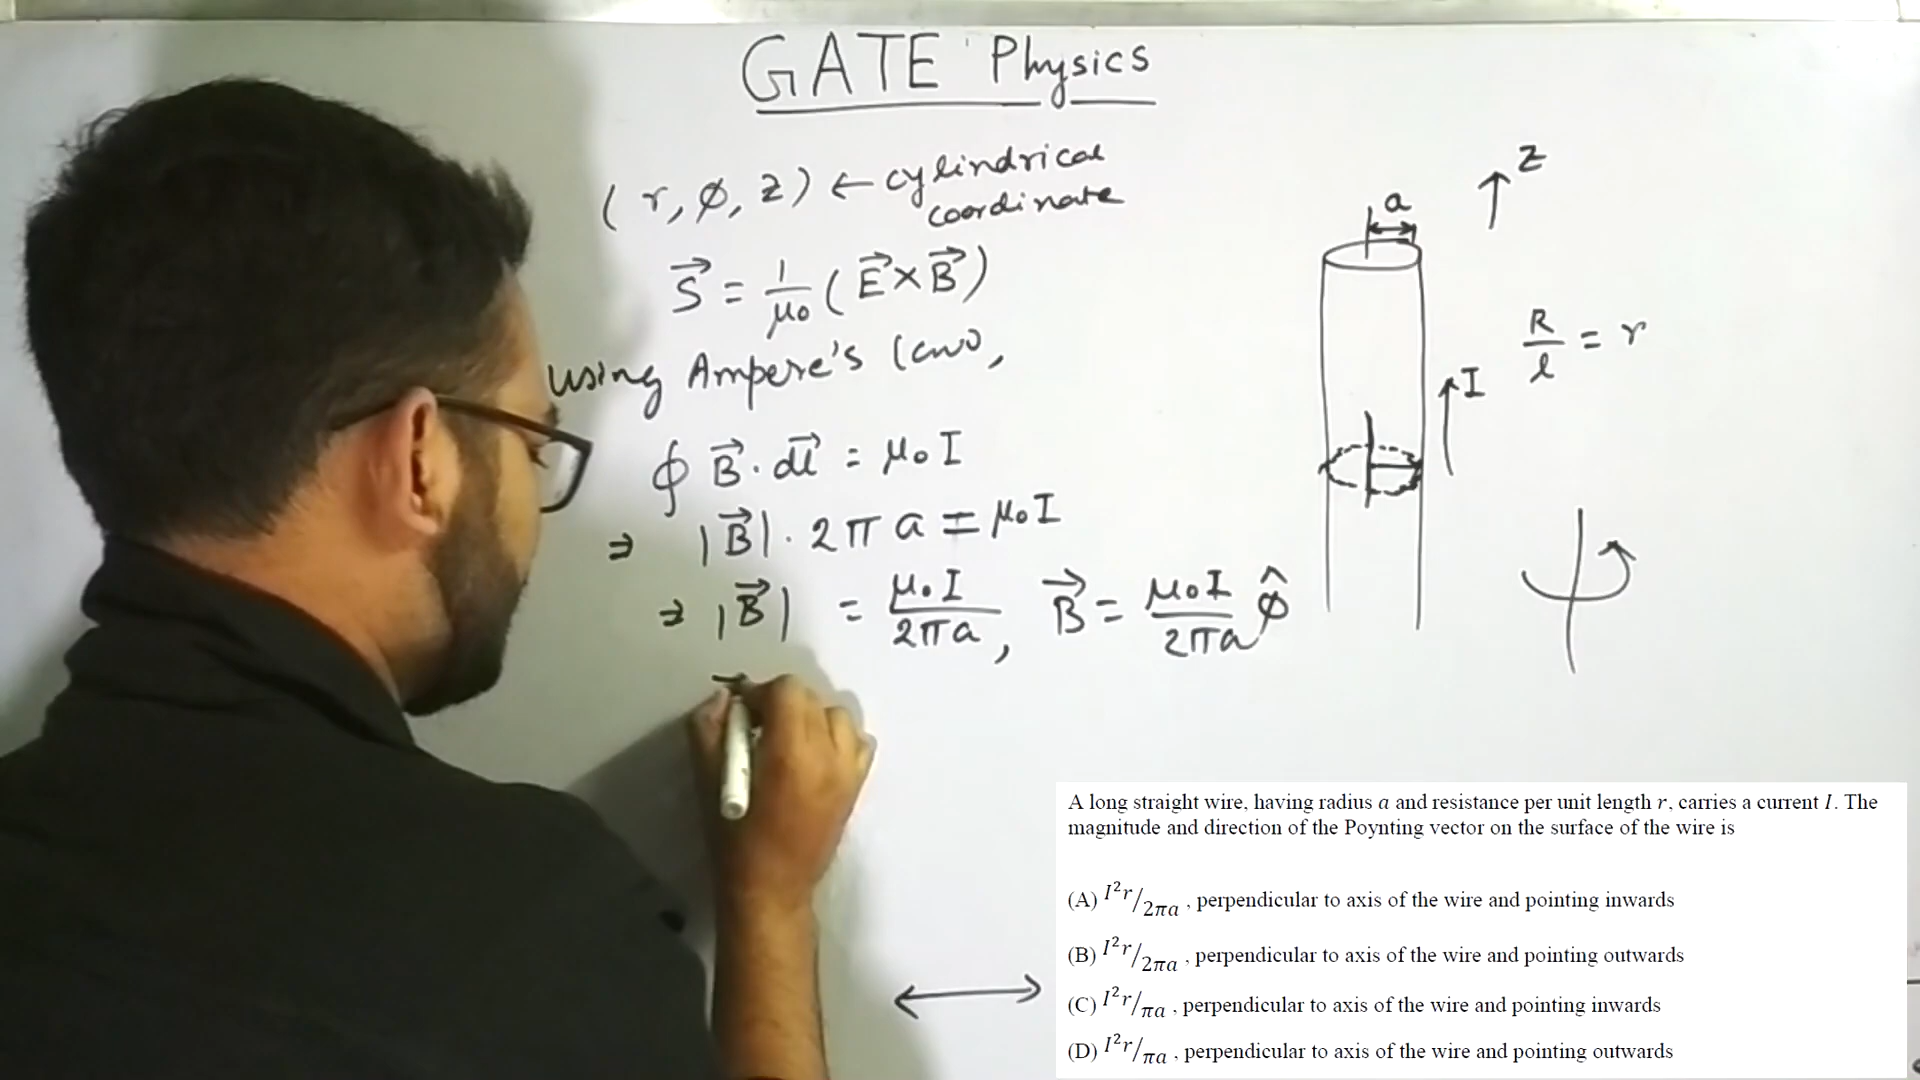 GATE Physics
(r, ϕ, z) ← cylindrical
coordinate
S⃗ = 1/μ₀ (E⃗ × B⃗)
using Ampere's law,
∮ B⃗ · dl⃗ = μ₀ I
⇒ |B⃗| · 2πa = μ₀ I
⇒ |B⃗| = μ₀ I / 2πa , B⃗ = μ₀ I / 2πa ϕ̂
z
a
R/l = r
I
A long straight wire, having radius a and resistance per unit length r, carries a current I. The
magnitude and direction of the Poynting vector on the surface of the wire is
(A) I²r/2πa , perpendicular to axis of the wire and pointing inwards
(B) I²r/2πa , perpendicular to axis of the wire and pointing outwards
(C) I²r/πa , perpendicular to axis of the wire and pointing inwards
(D) I²r/πa , perpendicular to axis of the wire and pointing outwards